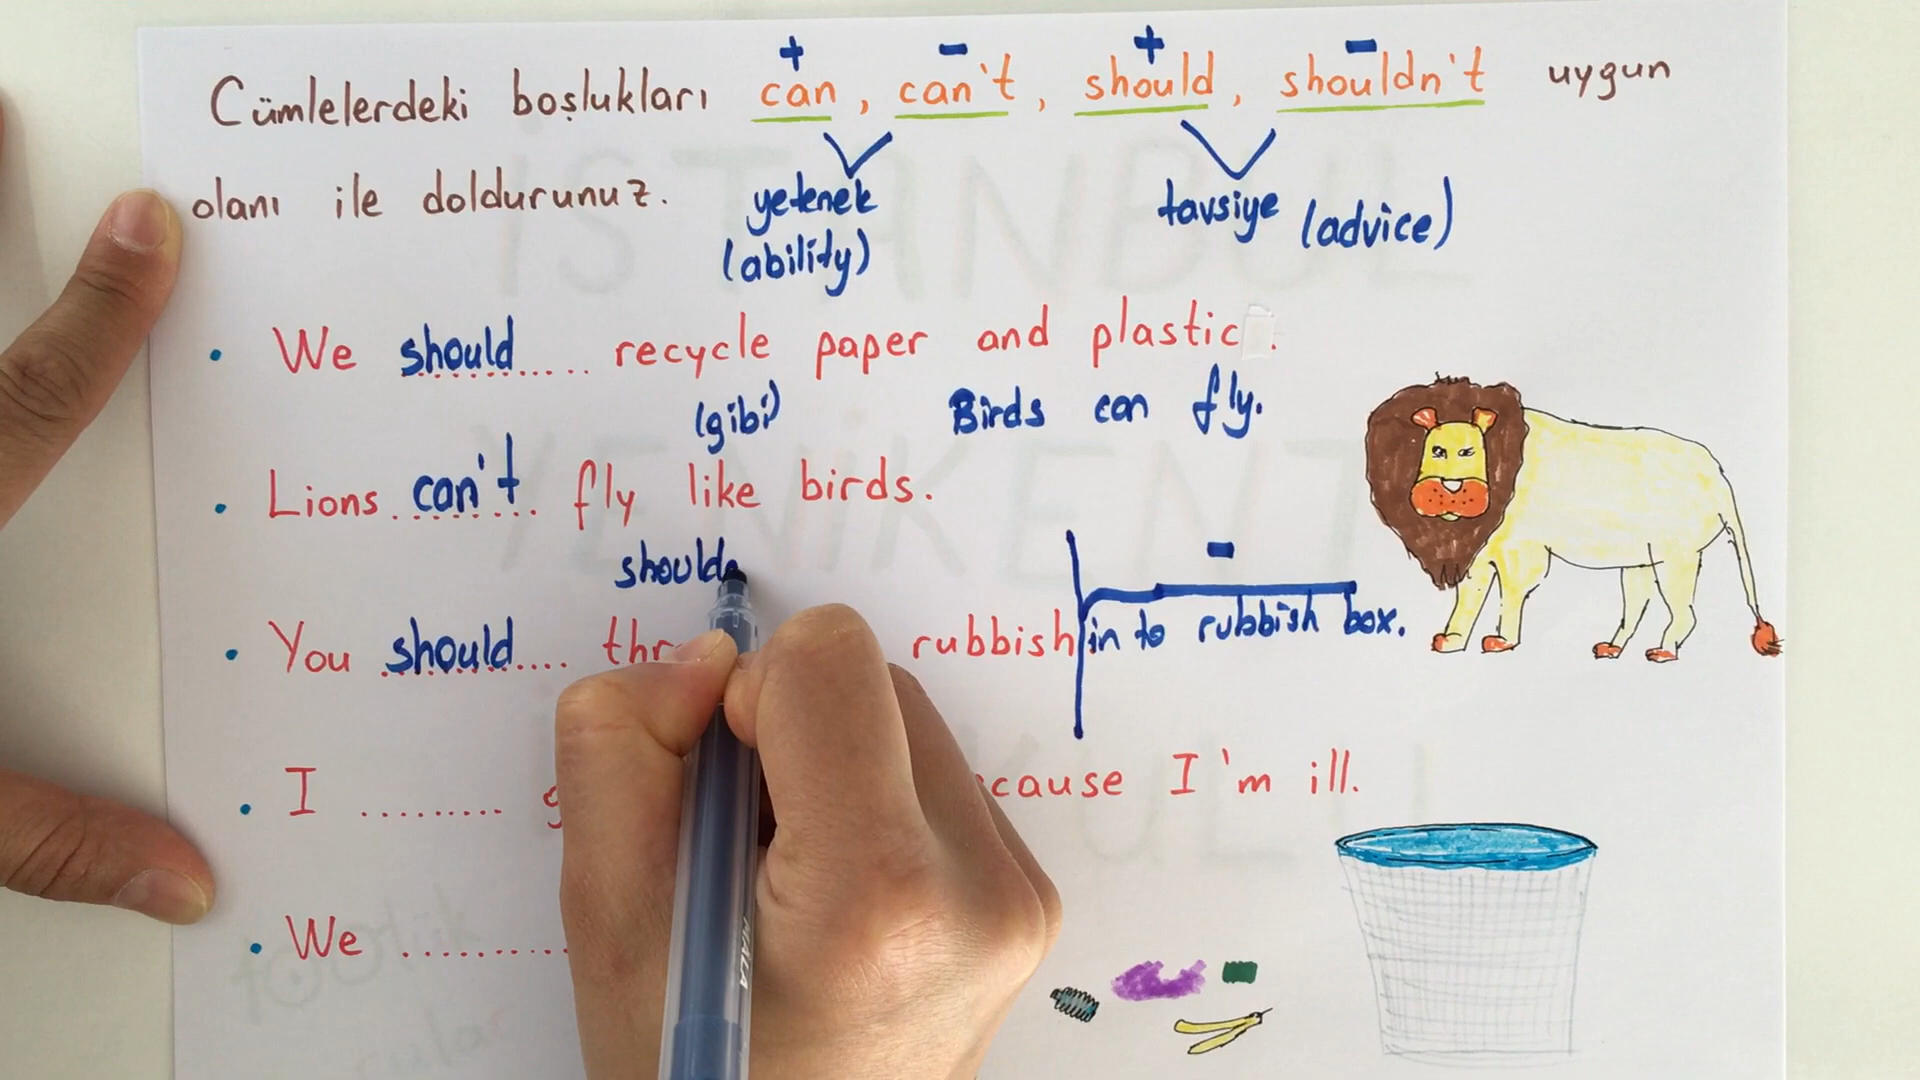 + - + -
Cümlelerdeki boşlukları can, can't, should, shouldn't uygun
olanı ile doldurunuz.
yetenek
(ability)
tavsiye (advice)
• We should..... recycle paper and plastic.
(gibi) Birds can fly.
• Lions can't fly like birds.
should
-
• You should.... thr rubbish in to rubbish box.
• I ......... cause I'm ill.
• We ..........